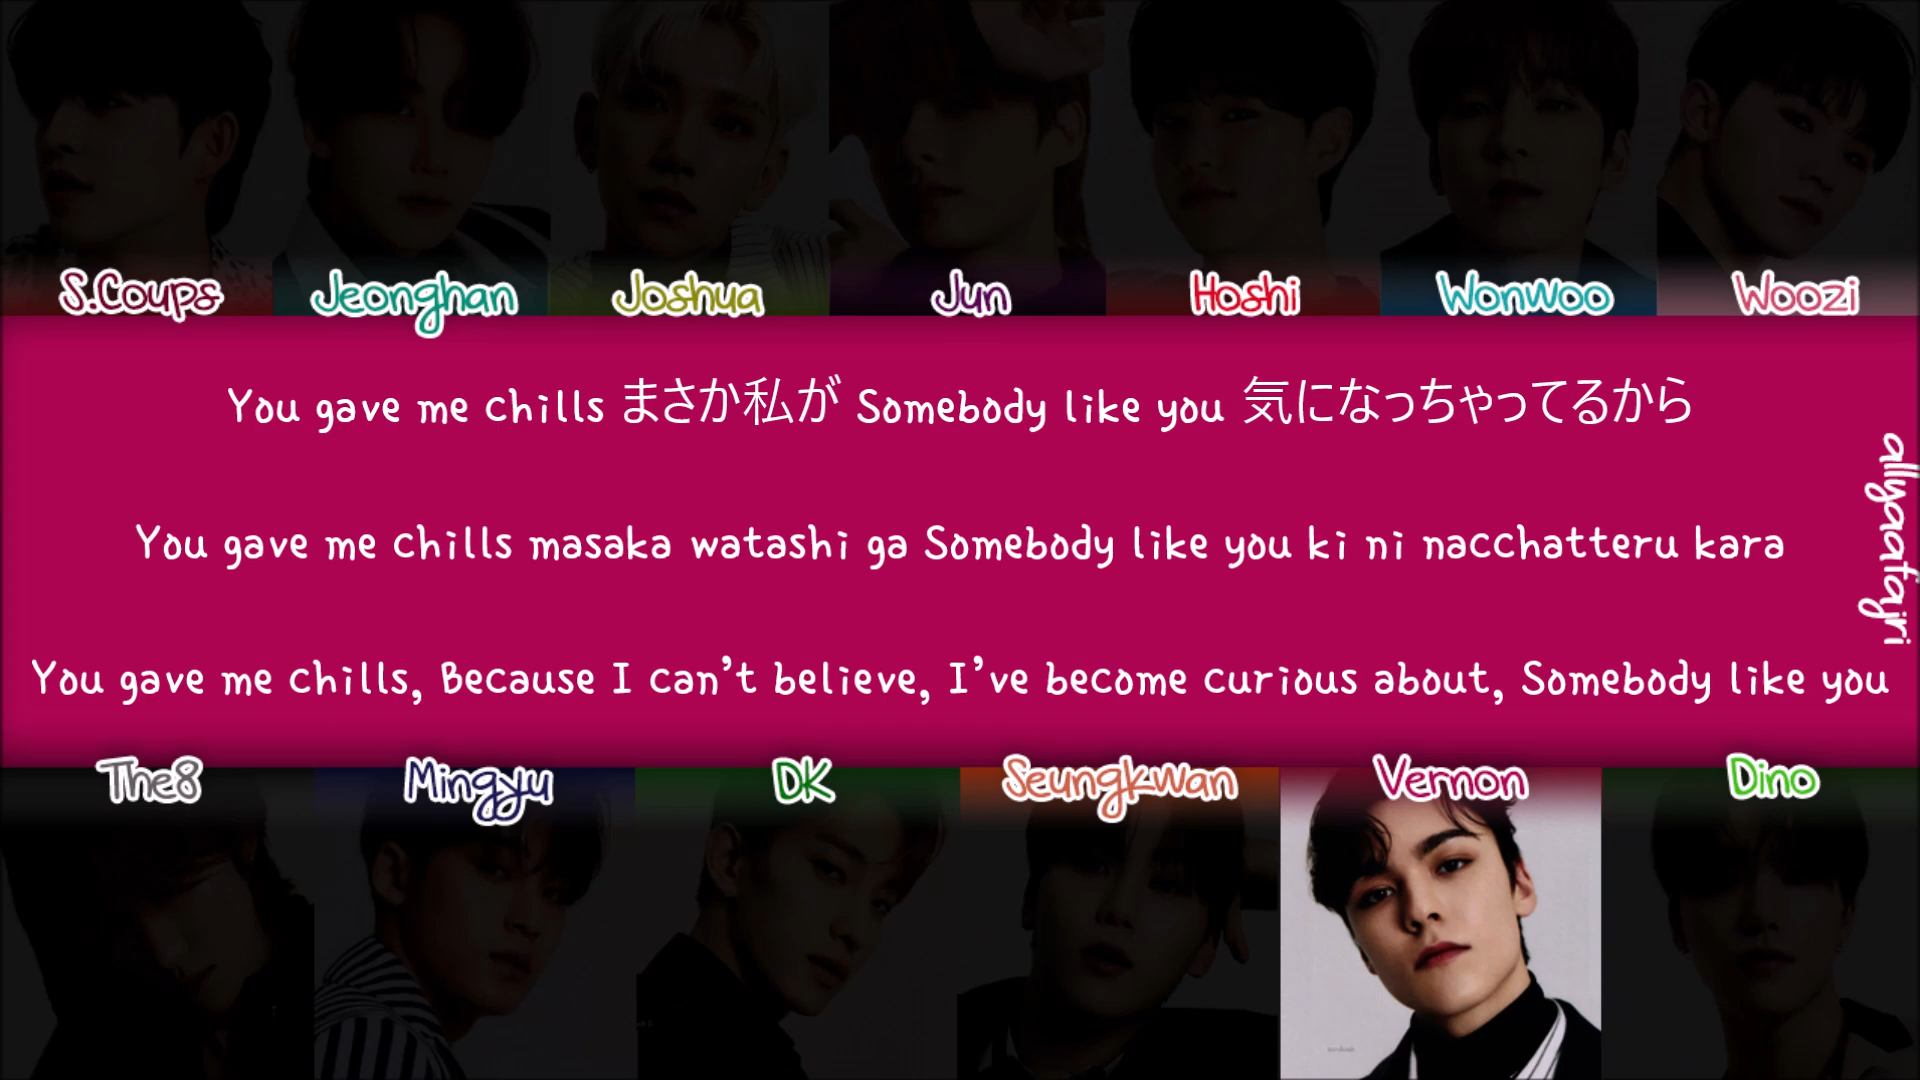 S.Coups Jeonghan Joshua Jun Hoshi Wonwoo Woozi
You gave me chills まさか私が Somebody like you 気になっちゃってるから
You gave me chills masaka watashi ga Somebody like you ki ni nacchatteru kara
You gave me chills, Because I can't believe, I've become curious about, Somebody like you
allyaafajri
The8 Mingyu DK Seungkwan Vernon Dino